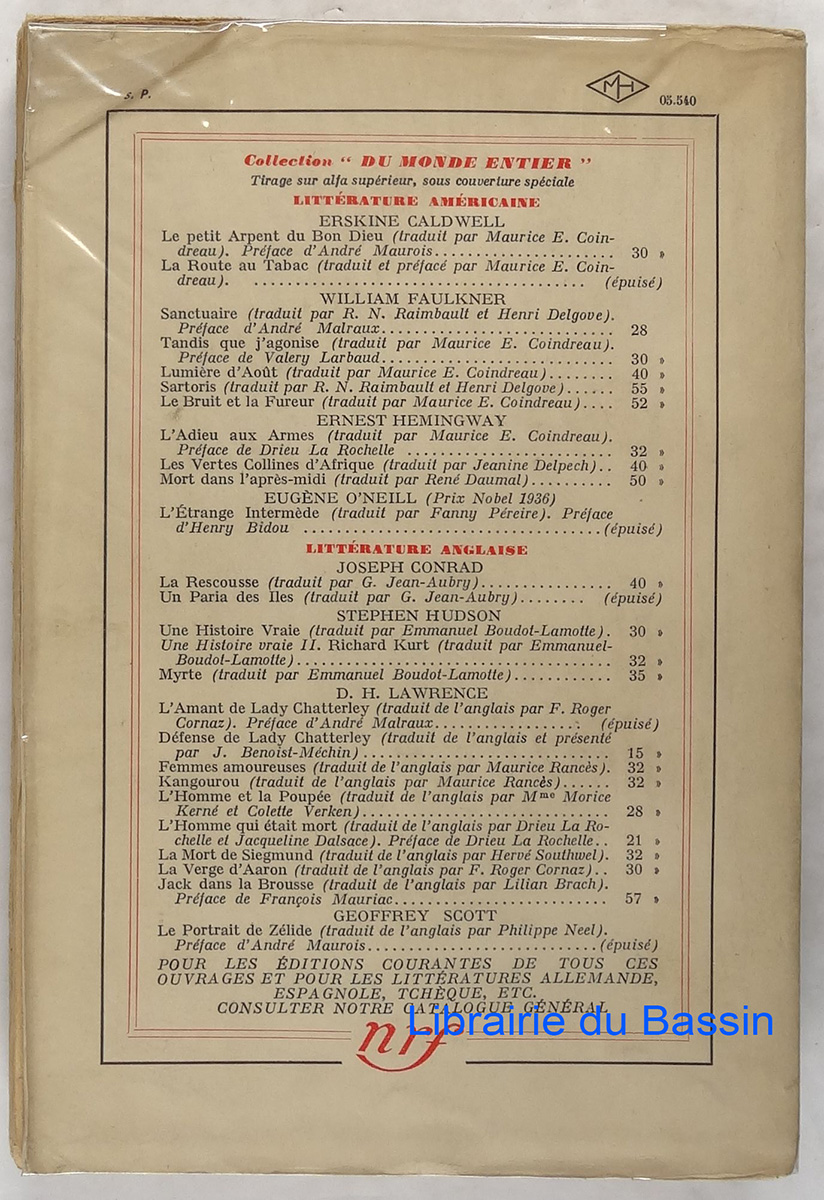 s. P.
MH
05.540
Collection “ DU MONDE ENTIER ”
Tirage sur alfa supérieur, sous couverture spéciale
LITTÉRATURE AMÉRICAINE
ERSKINE CALDWELL
Le petit Arpent du Bon Dieu (traduit par Maurice E. Coin-
dreau). Préface d'André Maurois...................... 30 »
La Route au Tabac (traduit et préfacé par Maurice E. Coin-
dreau). ........................................ (épuisé)
WILLIAM FAULKNER
Sanctuaire (traduit par R. N. Raimbault et Henri Delgove).
Préface d'André Malraux............................ 28
Tandis que j'agonise (traduit par Maurice E. Coindreau).
Préface de Valery Larbaud............................ 30 »
Lumière d'Août (traduit par Maurice E. Coindreau)........ 40 »
Sartoris (traduit par R. N. Raimbault et Henri Delgove)...... 55 »
Le Bruit et la Fureur (traduit par Maurice E. Coindreau).... 52 »
ERNEST HEMINGWAY
L'Adieu aux Armes (traduit par Maurice E. Coindreau).
Préface de Drieu La Rochelle ......................... 32 »
Les Vertes Collines d'Afrique (traduit par Jeanine Delpech).. 40 »
Mort dans l'après-midi (traduit par René Daumal).......... 50 »
EUGÈNE O'NEILL (Prix Nobel 1936)
L'Étrange Intermède (traduit par Fanny Péreire). Préface
d'Henry Bidou ....................................(épuisé)
LITTÉRATURE ANGLAISE
JOSEPH CONRAD
La Rescousse (traduit par G. Jean-Aubry)................ 40 »
Un Paria des Iles (traduit par G. Jean-Aubry)........ (épuisé)
STEPHEN HUDSON
Une Histoire Vraie (traduit par Emmanuel Boudot-Lamotte). 30 »
Une Histoire vraie II. Richard Kurt (traduit par Emmanuel-
Boudot-Lamotte)...................................... 32 »
Myrte (traduit par Emmanuel Boudot-Lamotte)............ 35 »
D. H. LAWRENCE
L'Amant de Lady Chatterley (traduit de l'anglais par F. Roger
Cornaz). Préface d'André Malraux.................. (épuisé)
Défense de Lady Chatterley (traduit de l'anglais et présenté
par J. Benoist-Méchin).............................. 15 »
Femmes amoureuses (traduit de l'anglais par Maurice Rancès). 32 »
Kangourou (traduit de l'anglais par Maurice Rancès)...... 32 »
L'Homme et la Poupée (traduit de l'anglais par Mme Morice
Kerné et Colette Verken).............................. 28 »
L'Homme qui était mort (traduit de l'anglais par Drieu La Ro-
chelle et Jacqueline Dalsace). Préface de Drieu La Rochelle.. 21 »
La Mort de Siegmund (traduit de l'anglais par Hervé Southwel). 32 »
La Verge d'Aaron (traduit de l'anglais par F. Roger Cornaz).. 30 »
Jack dans la Brousse (traduit de l'anglais par Lilian Brach).
Préface de François Mauriac.......................... 57 »
GEOFFREY SCOTT
Le Portrait de Zélide (traduit de l'anglais par Philippe Neel).
Préface d'André Maurois............................(épuisé)
POUR LES ÉDITIONS COURANTES DE TOUS CES
OUVRAGES ET POUR LES LITTÉRATURES ALLEMANDE,
ESPAGNOLE, TCHÈQUE, ETC.
CONSULTER NOTRE CATALOGUE GÉNÉRAL
Librairie du Bassin
nrf